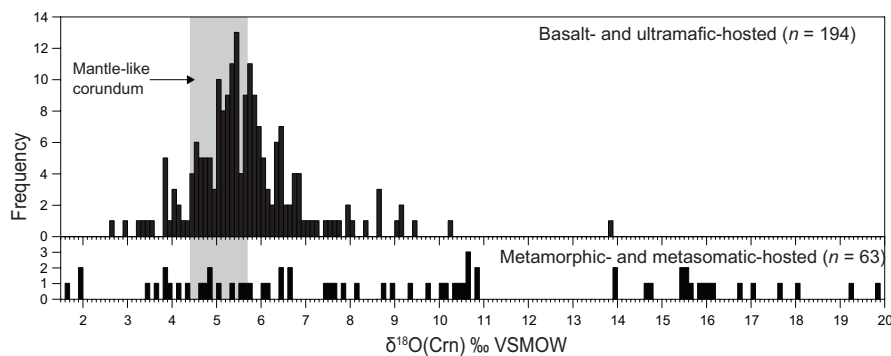 14
Basalt- and ultramafic-hosted (n = 194)
12
Mantle-like
corundum
10
8
6
4
2
0
Frequency
3
Metamorphic- and metasomatic-hosted (n = 63)
2
1
0
2 3 4 5 6 7 8 9 10 11 12 13 14 15 16 17 18 19 20
δ¹⁸O(Crn) ‰ VSMOW